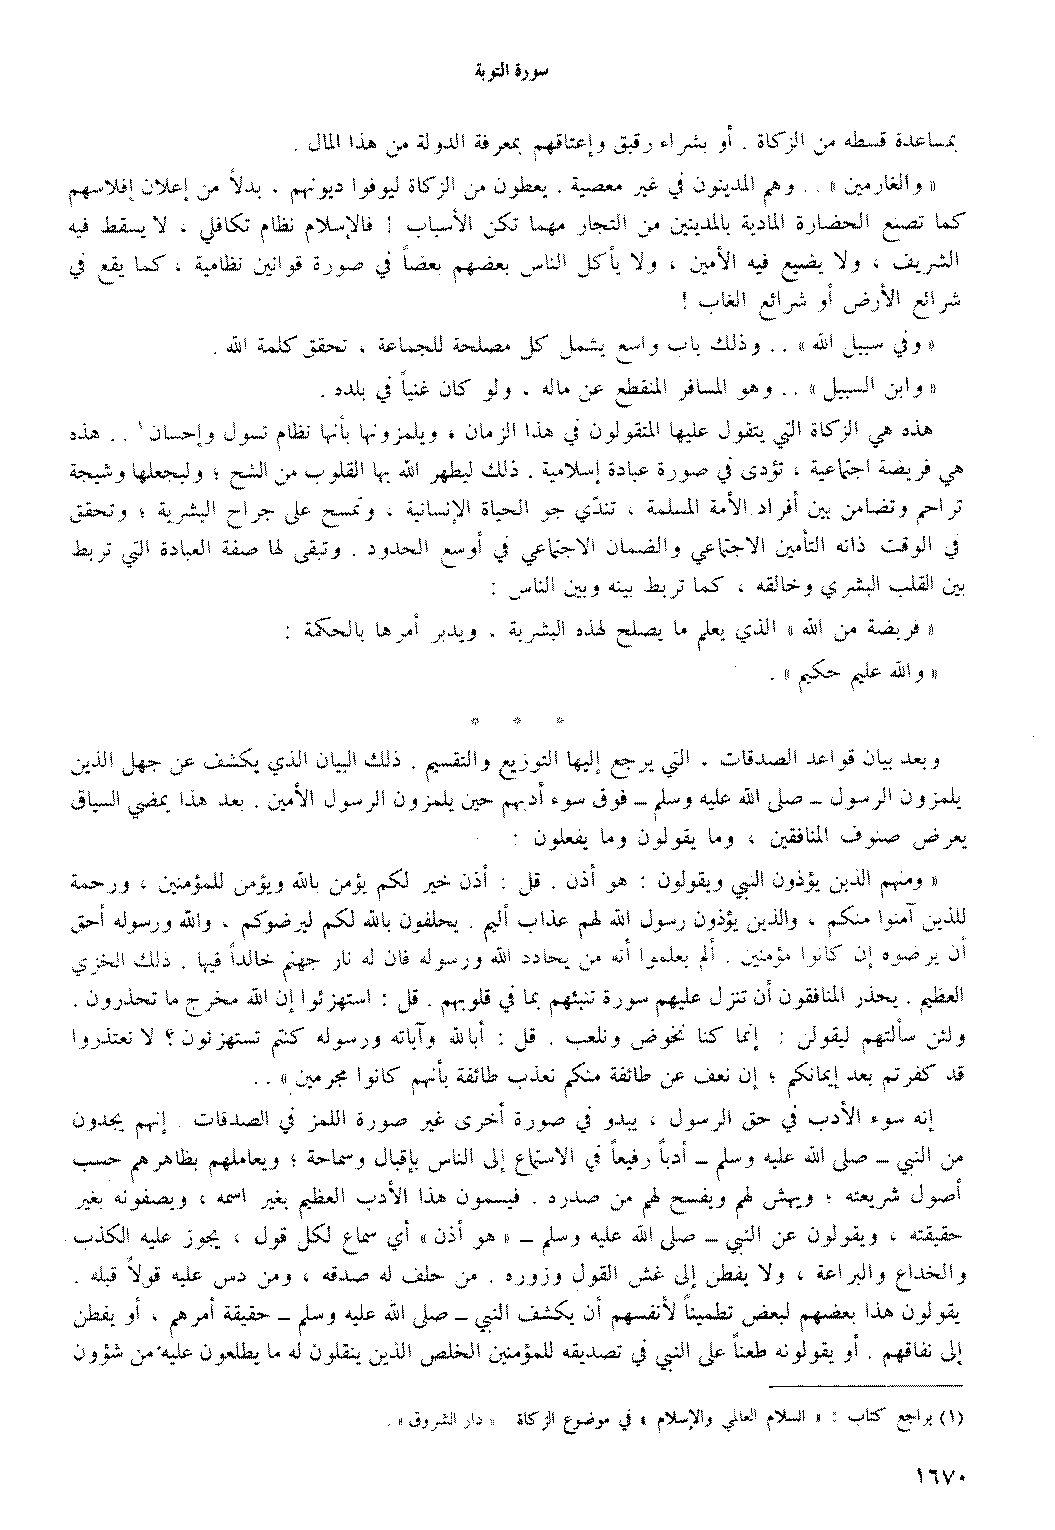 سورة التوبة
بمساعدة قسطه من الزكاة . أو بشراء رقيق وإعتاقهم بمعرفة الدولة من هذا المال .
« والغارمين » . . وهم المدينون في غير معصية . يعطون من الزكاة ليوفوا ديونهم . بدلاً من إعلان إفلاسهم
كما تصنع الحضارة المادية بالمدينين من التجار مهما تكن الأسباب ! فالإسلام نظام تكافلي ، لا يسقط فيه
الشريف ، ولا يضيع فيه الأمين ، ولا يأكل الناس بعضهم بعضاً في صورة قوانين نظامية ، كما يقع في
شرائع الأرض أو شرائع الغاب !
« وفي سبيل الله » . . وذلك باب واسع يشمل كل مصلحة للجماعة ، تحقق كلمة الله .
« وابن السبيل » . . وهو المسافر المنقطع عن ماله . ولو كان غنياً في بلده .
هذه هي الزكاة التي يتقول عليها المتقولون في هذا الزمان ، ويلمزونها بأنها نظام تسول وإحسان ١ . . هذه
هي فريضة اجتماعية ، تؤدى في صورة عبادة إسلامية . ذلك ليطهر الله بها القلوب من الشح ؛ وليجعلها وشيجة
تراحم وتضامن بين أفراد الأمة المسلمة ، تندّي جو الحياة الإنسانية ، وتمسح على جراح البشرية ؛ وتحقق
في الوقت ذاته التأمين الاجتماعي والضمان الاجتماعي في أوسع الحدود . وتبقى لها صفة العبادة التي تربط
بين القلب البشري وخالقه ، كما تربط بينه وبين الناس :
« فريضة من الله » الذي يعلم ما يصلح لهذه البشرية ، ويدبر أمرها بالحكمة :
« والله عليم حكيم » .
* * *
وبعد بيان قواعد الصدقات ، التي يرجع إليها التوزيع والتقسيم . ذلك البيان الذي يكشف عن جهل الذين
يلمزون الرسول – صلى الله عليه وسلم – فوق سوء أدبهم حين يلمزون الرسول الأمين . بعد هذا يمضي السياق
يعرض صنوف المنافقين ، وما يقولون وما يفعلون :
« ومنهم الذين يؤذون النبي ويقولون : هو أذن . قل : أذن خير لكم يؤمن بالله ويؤمن للمؤمنين ، ورحمة
للذين آمنوا منكم ، والذين يؤذون رسول الله لهم عذاب أليم . يحلفون بالله لكم ليرضوكم ، والله ورسوله أحق
أن يرضوه إن كانوا مؤمنين . ألم يعلموا أنه من يحادد الله ورسوله فان له نار جهنم خالداً فيها . ذلك الخزي
العظيم . يحذر المنافقون أن تنزل عليهم سورة تنبئهم بما في قلوبهم . قل : استهزئوا إن الله مخرج ما تحذرون .
ولئن سألتهم ليقولن : إنما كنا نخوض ونلعب . قل : أبالله وآياته ورسوله كنتم تستهزئون ؟ لا تعتذروا
قد كفرتم بعد إيمانكم ؛ إن نعف عن طائفة منكم نعذب طائفة بأنهم كانوا مجرمين » . .
إنه سوء الأدب في حق الرسول ، يبدو في صورة أخرى غير صورة اللمز في الصدقات . إنهم يجدون
من النبي – صلى الله عليه وسلم – أدباً رفيعاً في الاستماع إلى الناس بإقبال وسماحة ؛ ويعاملهم بظاهرهم حسب
أصول شريعته ؛ ويهش لهم ويفسح لهم من صدره . فيسمون هذا الأدب العظيم بغير اسمه ، ويصفونه بغير
حقيقته ، ويقولون عن النبي – صلى الله عليه وسلم – « هو أذن » أي سماع لكل قول ، يجوز عليه الكذب
والخداع والبراعة ، ولا يفطن إلى غش القول وزوره . من حلف له صدقه ، ومن دس عليه قولاً قبله .
يقولون هذا بعضهم لبعض تطميناً لأنفسهم أن يكشف النبي – صلى الله عليه وسلم – حقيقة أمرهم ، أو يفطن
إلى نفاقهم . أو يقولونه طعناً على النبي في تصديقه للمؤمنين الخلص الذين ينقلون له ما يطلعون عليه من شؤون
(١) يراجع كتاب : « السلام العالمي والإسلام » في موضوع الزكاة « دار الشروق » .
١٦٧٠